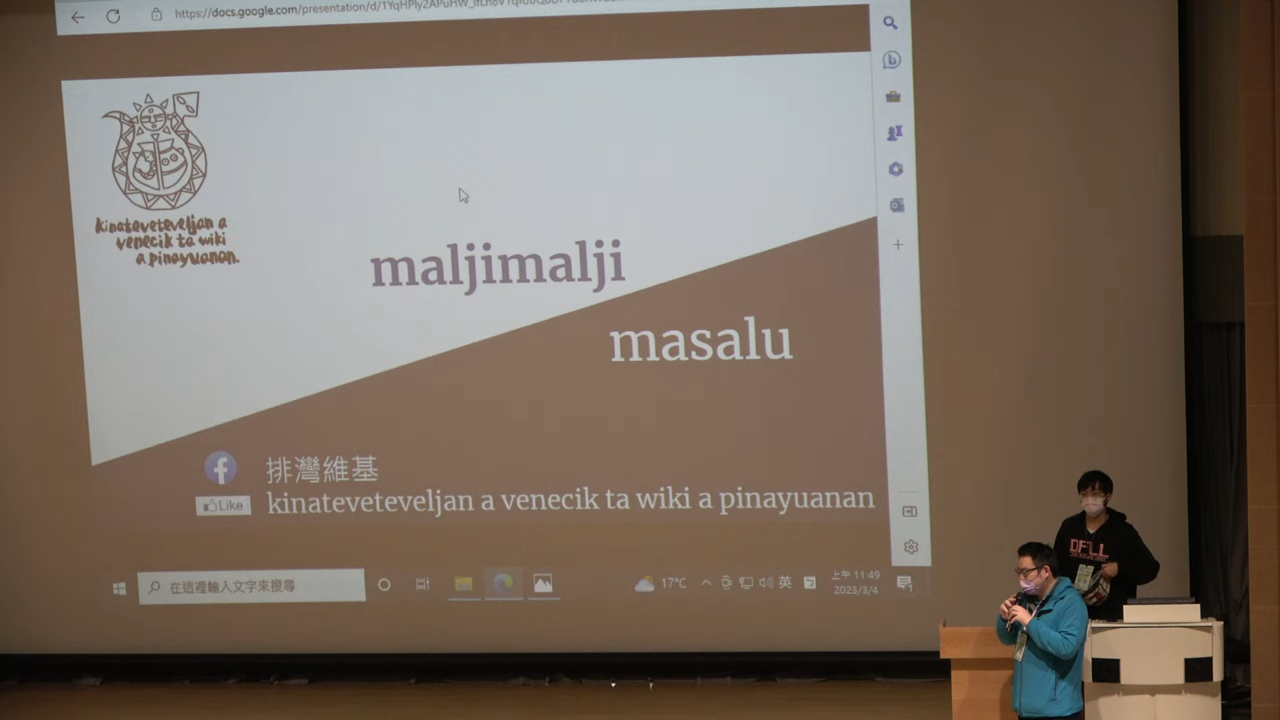 https://docs.google.com/presentation/d/1YqHPly2APuHW_
kinateveteveljan a
venecik ta wiki
a pinayuanan.
maljimalji
masalu
排灣維基
Like
kinateveteveljan a venecik ta wiki a pinayuanan
在這裡輸入文字來搜尋
17°C
英
上午 11:49
2023/3/4
DFLL